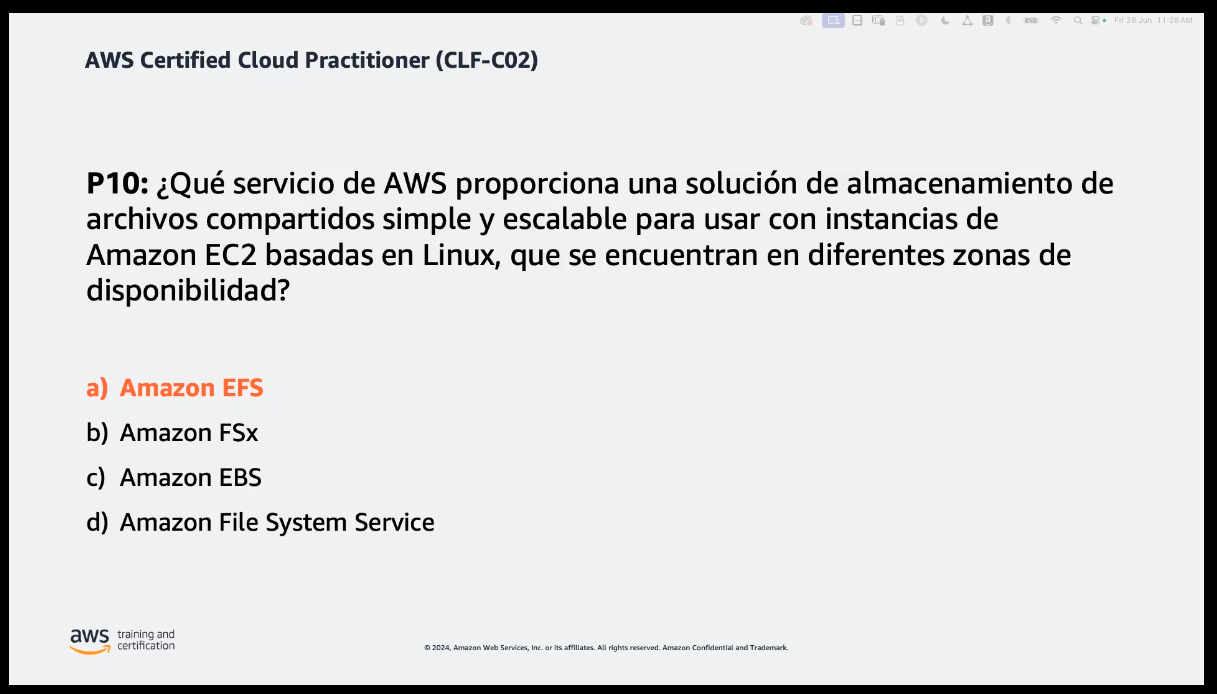 Fri 28 Jun 11:28 AM
AWS Certified Cloud Practitioner (CLF-C02)
P10: ¿Qué servicio de AWS proporciona una solución de almacenamiento de
archivos compartidos simple y escalable para usar con instancias de
Amazon EC2 basadas en Linux, que se encuentran en diferentes zonas de
disponibilidad?
a) Amazon EFS
b) Amazon FSx
c) Amazon EBS
d) Amazon File System Service
aws training and
certification
© 2024, Amazon Web Services, Inc. or its affiliates. All rights reserved. Amazon Confidential and Trademark.